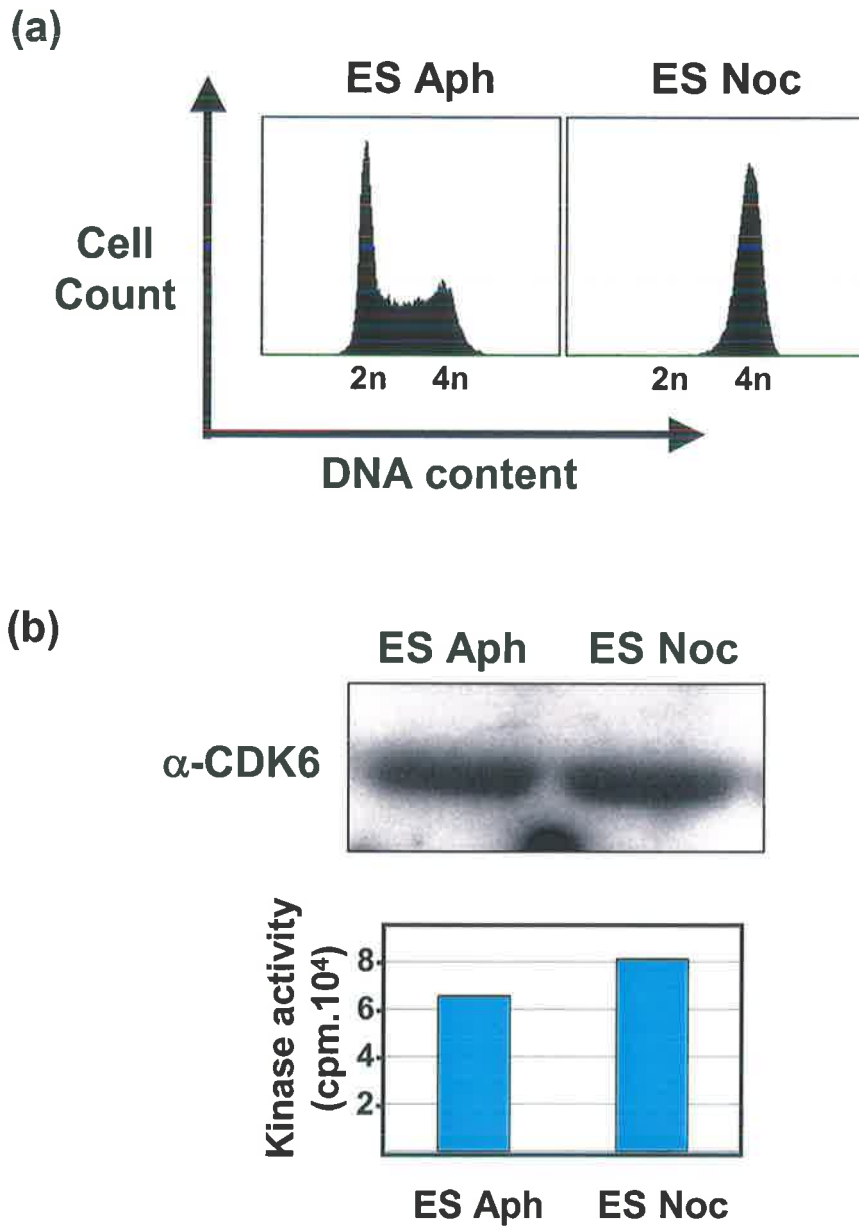 (a)
ES Aph ES Noc
Cell
Count
2n 4n 2n 4n
DNA content
(b)
ES Aph ES Noc
α-CDK6
Kinase activity
(cpm.10⁴)
8
6
4
2
ES Aph ES Noc